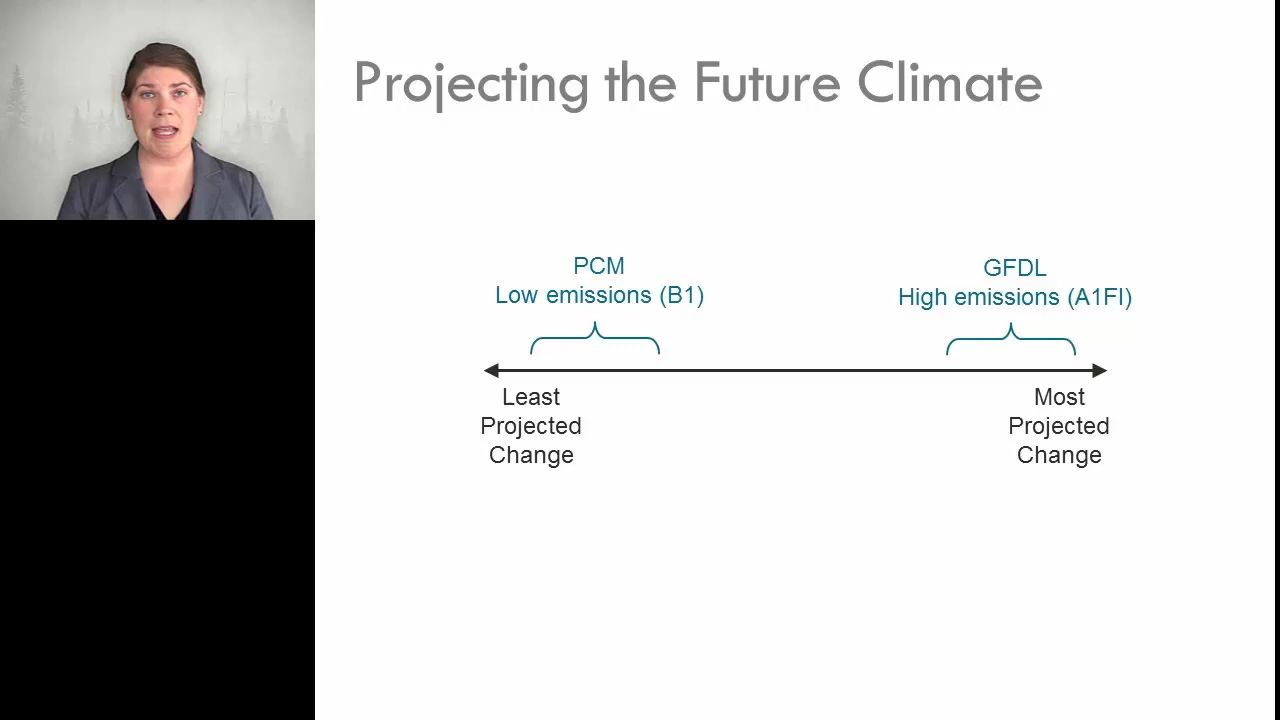 Projecting the Future Climate
PCM
Low emissions (B1)
GFDL
High emissions (A1FI)
Least
Projected
Change
Most
Projected
Change